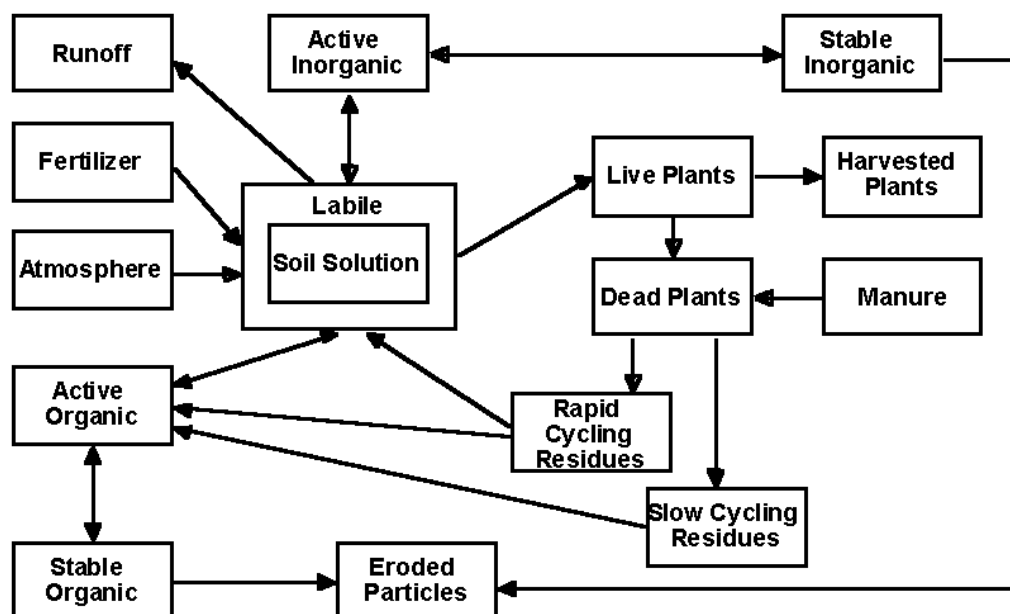 Runoff
Active
Inorganic
Stable
Inorganic
Fertilizer
Labile
Soil Solution
Live Plants
Harvested
Plants
Atmosphere
Dead Plants
Manure
Active
Organic
Rapid
Cycling
Residues
Slow Cycling
Residues
Stable
Organic
Eroded
Particles